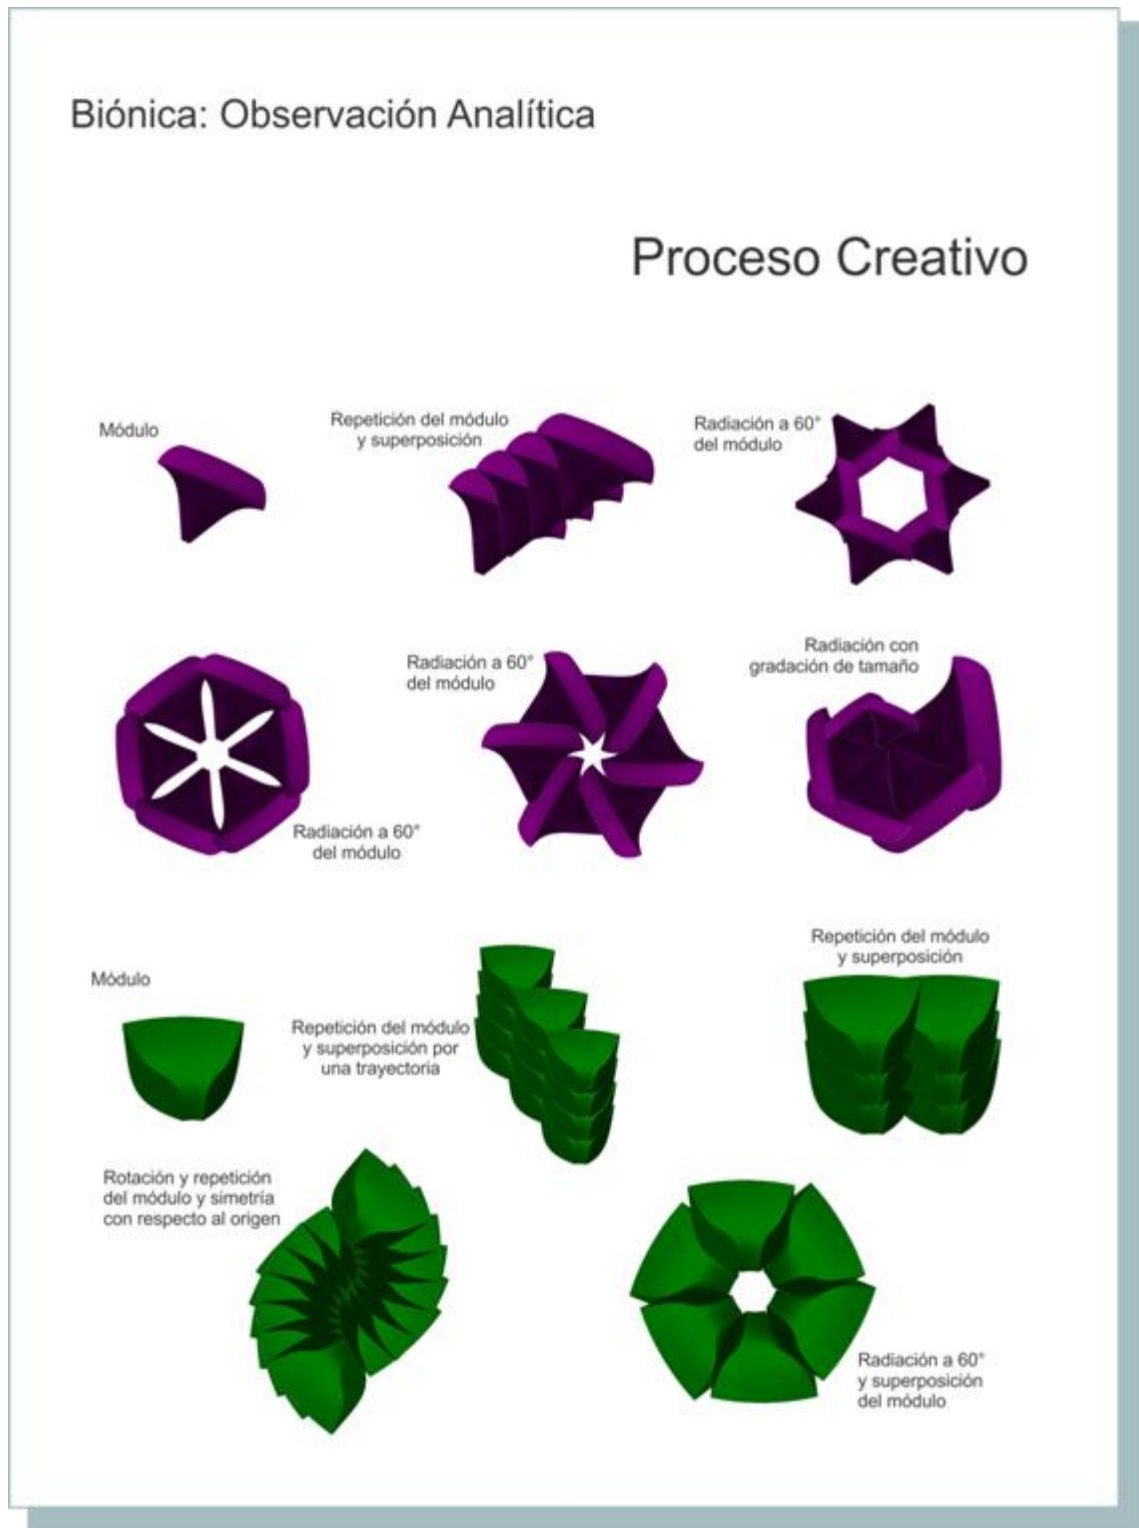 Biónica: Observación Analítica
Proceso Creativo
Módulo
Repetición del módulo
y superposición
Radiación a 60°
del módulo
Radiación a 60°
del módulo
Radiación a 60°
del módulo
Radiación con
gradación de tamaño
Módulo
Repetición del módulo
y superposición por
una trayectoria
Repetición del módulo
y superposición
Rotación y repetición
del módulo y simetría
con respecto al origen
Radiación a 60°
y superposición
del módulo